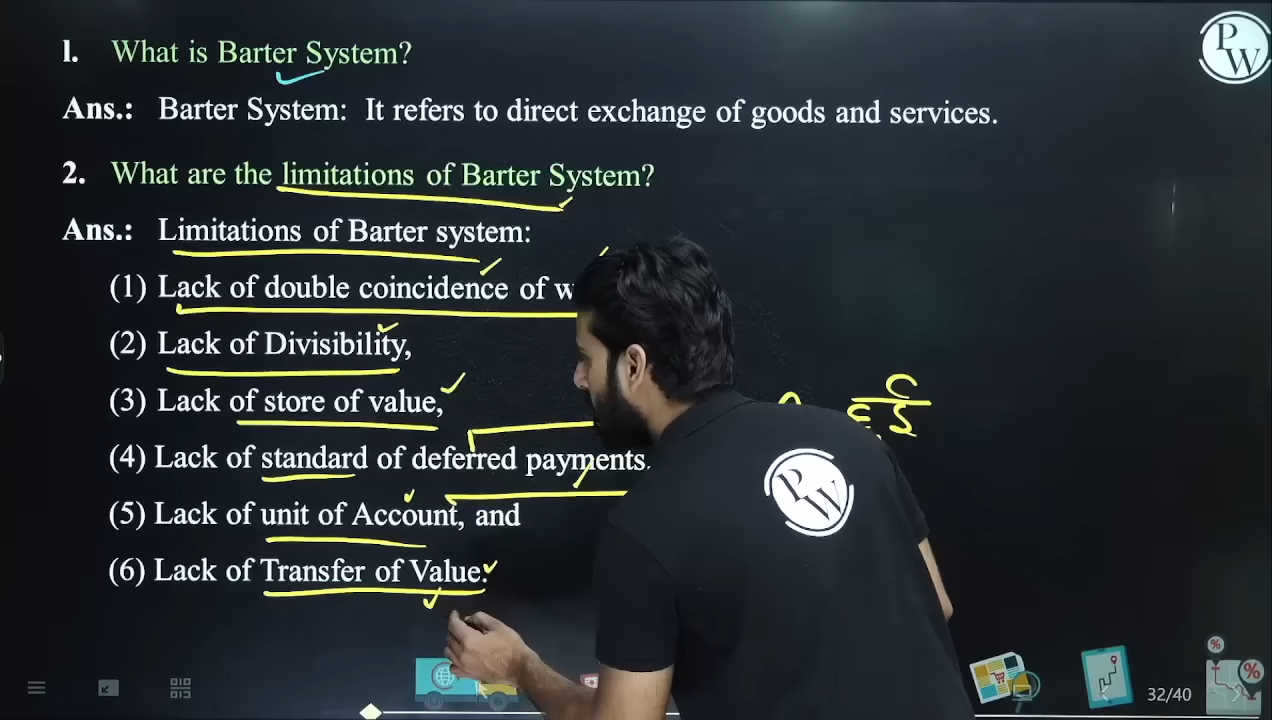 PW
1. What is Barter System?
Ans.: Barter System: It refers to direct exchange of goods and services.
2. What are the limitations of Barter System?
Ans.: Limitations of Barter system:
(1) Lack of double coincidence of
(2) Lack of Divisibility,
(3) Lack of store of value,
(4) Lack of standard of deferred payments.
(5) Lack of unit of Account, and
(6) Lack of Transfer of Value.
PW
%
%
32/40